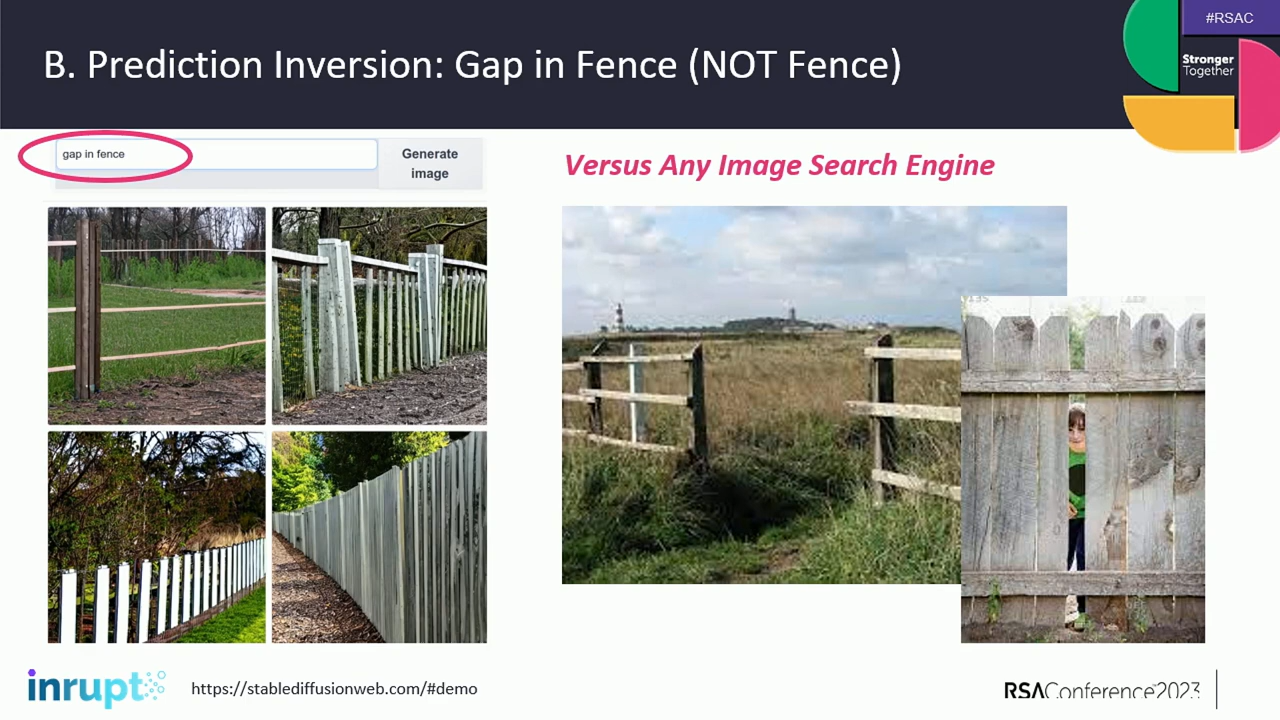 #RSAC
B. Prediction Inversion: Gap in Fence (NOT Fence)
Stronger
Together
gap in fence
Generate
image
Versus Any Image Search Engine
inrupt
https://stablediffusionweb.com/#demo
RSAConference™2023